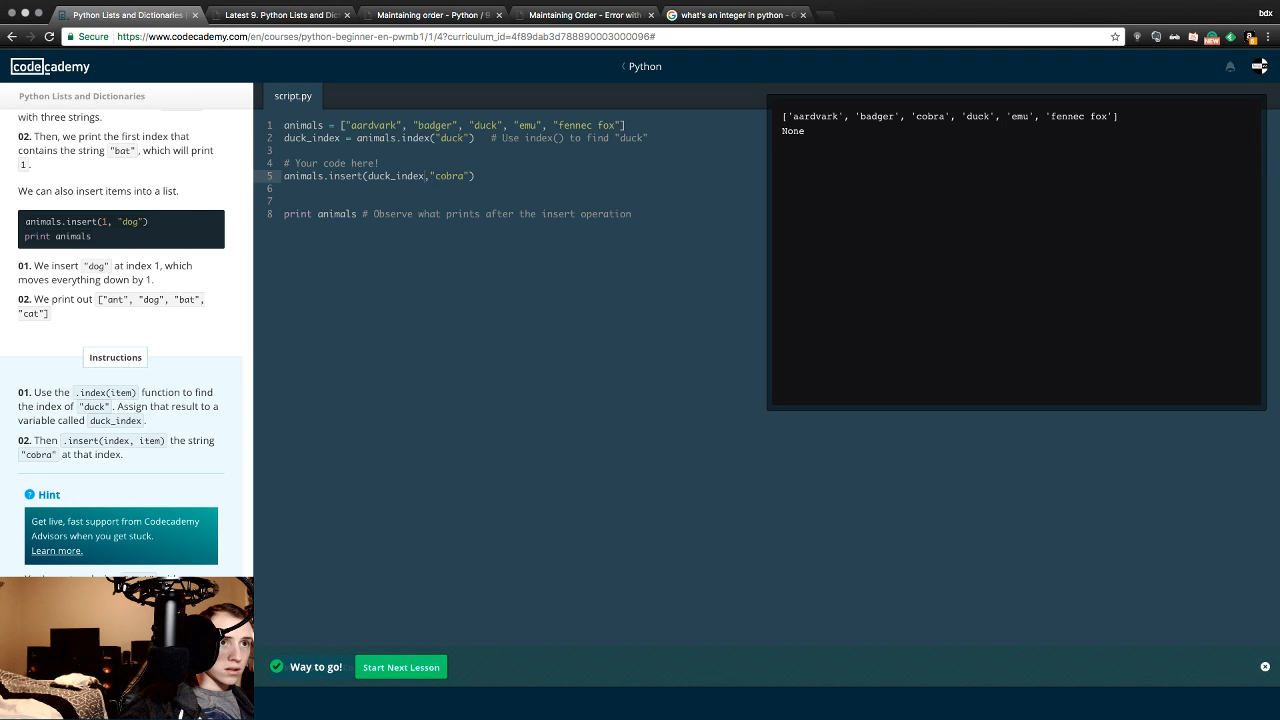 Python Lists and Dictionaries
Latest 9. Python Lists and Dict
Maintaining order - Python / 9
Maintaining Order - Error with
what's an integer in python - G
bdx
Secure
https://www.codecademy.com/en/courses/python-beginner-en-pwmb1/1/4?curriculum_id=4f89dab3d788890003000096#
NEW
codecademy
Python
Python Lists and Dictionaries
with three strings.
02. Then, we print the first index that
contains the string "bat", which will print
1.
We can also insert items into a list.
animals.insert(1, "dog")
print animals
01. We insert "dog" at index 1, which
moves everything down by 1.
02. We print out ["ant", "dog", "bat",
"cat"]
Instructions
01. Use the .index(item) function to find
the index of "duck". Assign that result to a
variable called duck_index.
02. Then .insert(index, item) the string
"cobra" at that index.
Hint
Get live, fast support from Codecademy
Advisors when you get stuck.
Learn more.
script.py
1 animals = ["aardvark", "badger", "duck", "emu", "fennec fox"]
2 duck_index = animals.index("duck") # Use index() to find "duck"
3
4 # Your code here!
5 animals.insert(duck_index,"cobra")
6
7
8 print animals # Observe what prints after the insert operation
['aardvark', 'badger', 'cobra', 'duck', 'emu', 'fennec fox']
None
Way to go!
Start Next Lesson